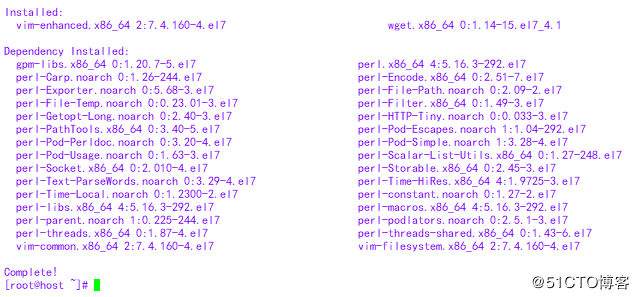 Installed:
vim-enhanced.x86_64 2:7.4.160-4.el7 wget.x86_64 0:1.14-15.el7_4.1
Dependency Installed:
gpm-libs.x86_64 0:1.20.7-5.el7 perl.x86_64 4:5.16.3-292.el7
perl-Carp.noarch 0:1.26-244.el7 perl-Encode.x86_64 0:2.51-7.el7
perl-Exporter.noarch 0:5.68-3.el7 perl-File-Path.noarch 0:2.09-2.el7
perl-File-Temp.noarch 0:0.23.01-3.el7 perl-Filter.x86_64 0:1.49-3.el7
perl-Getopt-Long.noarch 0:2.40-3.el7 perl-HTTP-Tiny.noarch 0:0.033-3.el7
perl-PathTools.x86_64 0:3.40-5.el7 perl-Pod-Escapes.noarch 1:1.04-292.el7
perl-Pod-Perldoc.noarch 0:3.20-4.el7 perl-Pod-Simple.noarch 1:3.28-4.el7
perl-Pod-Usage.noarch 0:1.63-3.el7 perl-Scalar-List-Utils.x86_64 0:1.27-248.el7
perl-Socket.x86_64 0:2.010-4.el7 perl-Storable.x86_64 0:2.45-3.el7
perl-Text-ParseWords.noarch 0:3.29-4.el7 perl-Time-HiRes.x86_64 4:1.9725-3.el7
perl-Time-Local.noarch 0:1.2300-2.el7 perl-constant.noarch 0:1.27-2.el7
perl-libs.x86_64 4:5.16.3-292.el7 perl-macros.x86_64 4:5.16.3-292.el7
perl-parent.noarch 1:0.225-244.el7 perl-podlators.noarch 0:2.5.1-3.el7
perl-threads.x86_64 0:1.87-4.el7 perl-threads-shared.x86_64 0:1.43-6.el7
vim-common.x86_64 2:7.4.160-4.el7 vim-filesystem.x86_64 2:7.4.160-4.el7
Complete!
[root@host ~]#
@51CTO博客